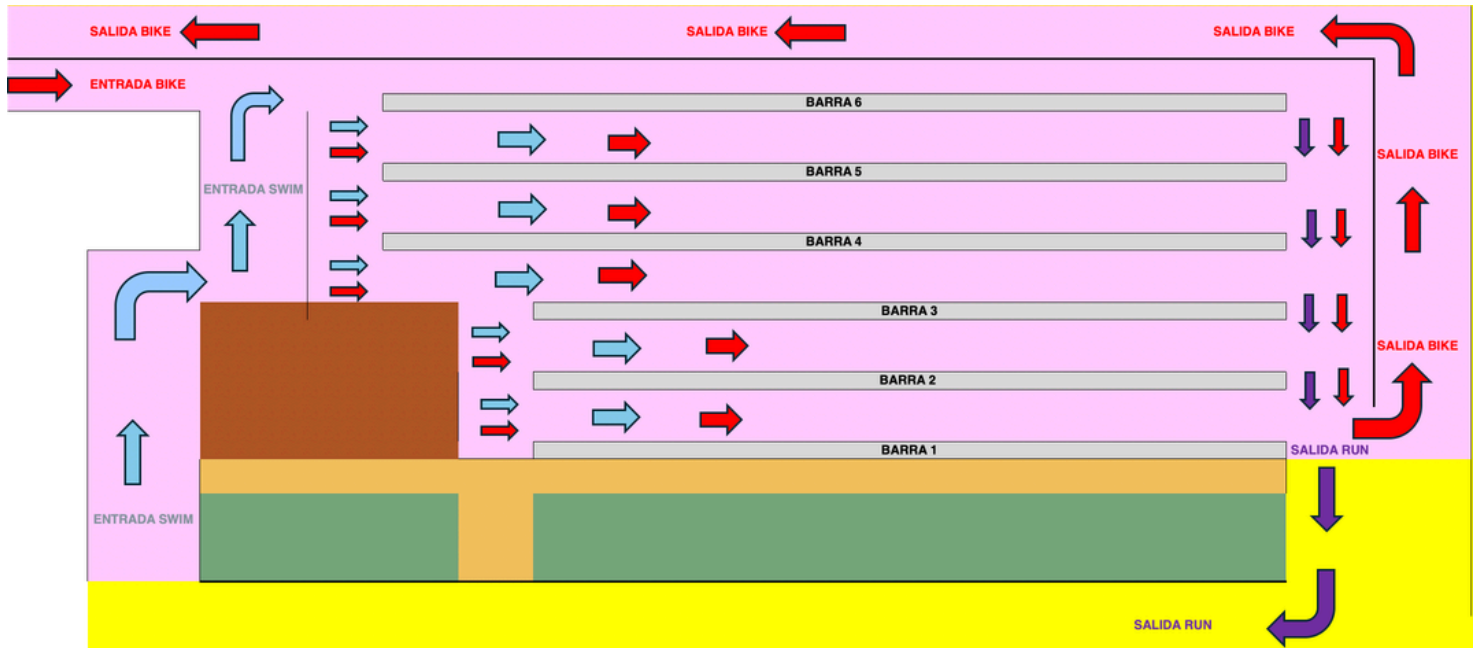 SALIDA BIKE
SALIDA BIKE
SALIDA BIKE
ENTRADA BIKE
BARRA 6
SALIDA BIKE
BARRA 5
ENTRADA SWIM
BARRA 4
BARRA 3
SALIDA BIKE
BARRA 2
BARRA 1
SALIDA RUN
ENTRADA SWIM
SALIDA RUN